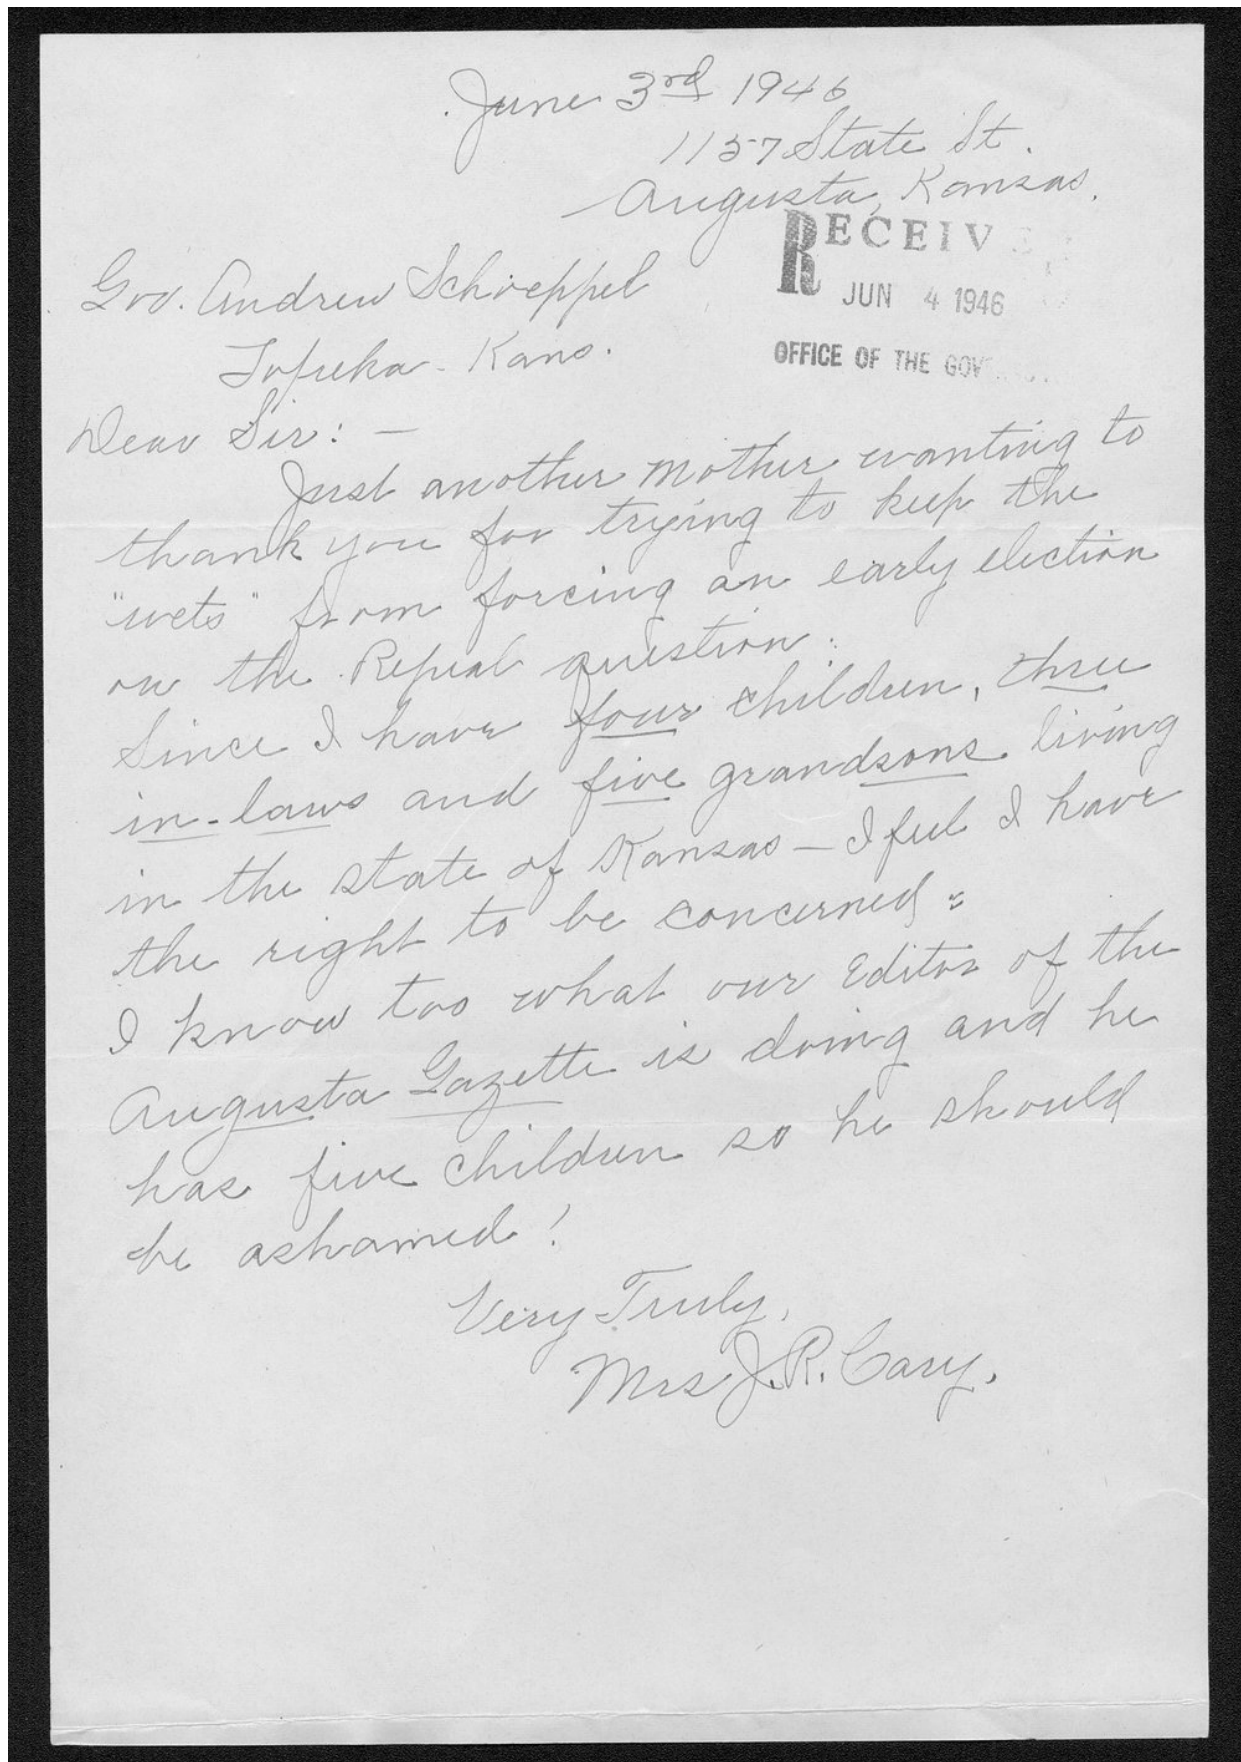 June 3rd 1946
1157 State St.
Augusta, Kansas.
RECEIVE
JUN 4 1946
OFFICE OF THE GOV
Gov. Andrew Schoeppel
Topeka - Kans.
Dear Sir: -
Just another mother wanting to
thank you for trying to keep the
"wets" from forcing an early election
on the Repeal question.
Since I have four children, three
in-laws and five grandsons living
in the state of Kansas - I feel I have
the right to be concerned.
I know too what our Editor of the
Augusta Gazette is doing and he
has five children so he should
be ashamed!
Very Truly,
Mrs J. R. Cary.